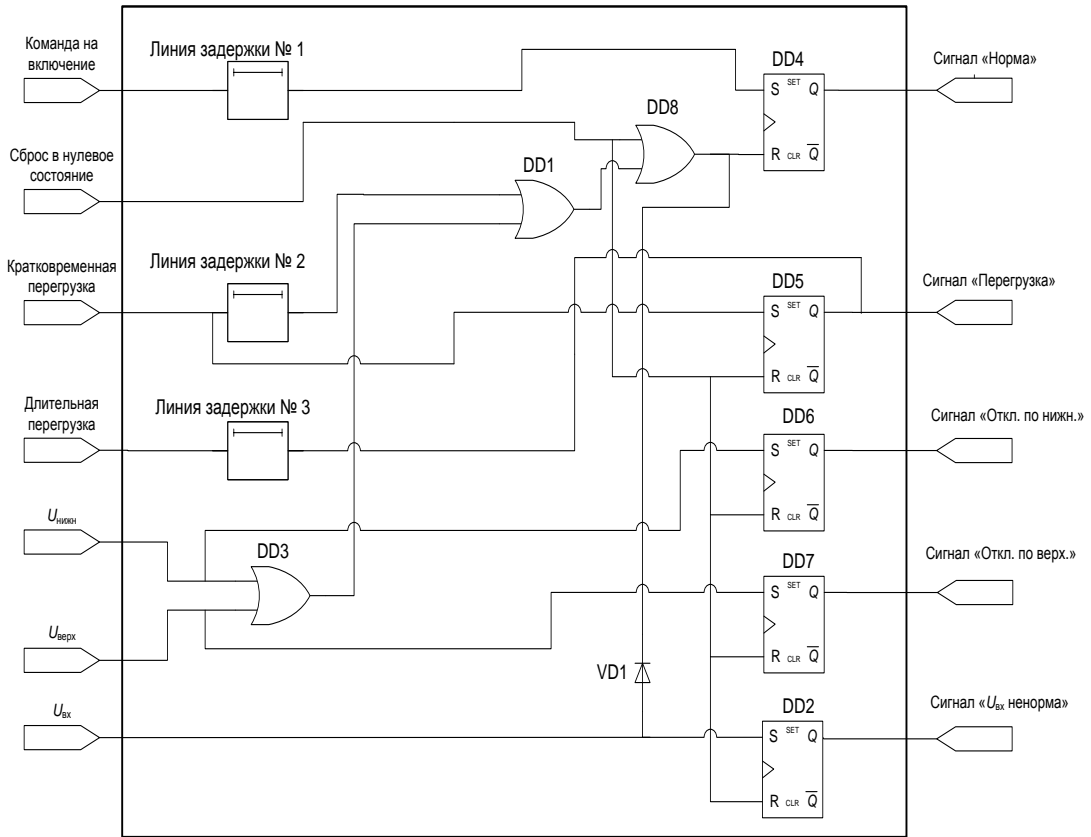 Команда на
включение
Линия задержки № 1
DD4
S SET Q
R CLR Q
Сигнал «Норма»
DD8
Сброс в нулевое
состояние
DD1
Кратковременная
перегрузка
Линия задержки № 2
DD5
S SET Q
R CLR Q
Сигнал «Перегрузка»
Длительная
перегрузка
Линия задержки № 3
DD6
S SET Q
R CLR Q
Сигнал «Откл. по нижн.»
Uнижн
DD3
DD7
S SET Q
R CLR Q
Сигнал «Откл. по верх.»
Uверх
VD1
Uвх
DD2
S SET Q
R CLR Q
Сигнал «Uвх ненорма»